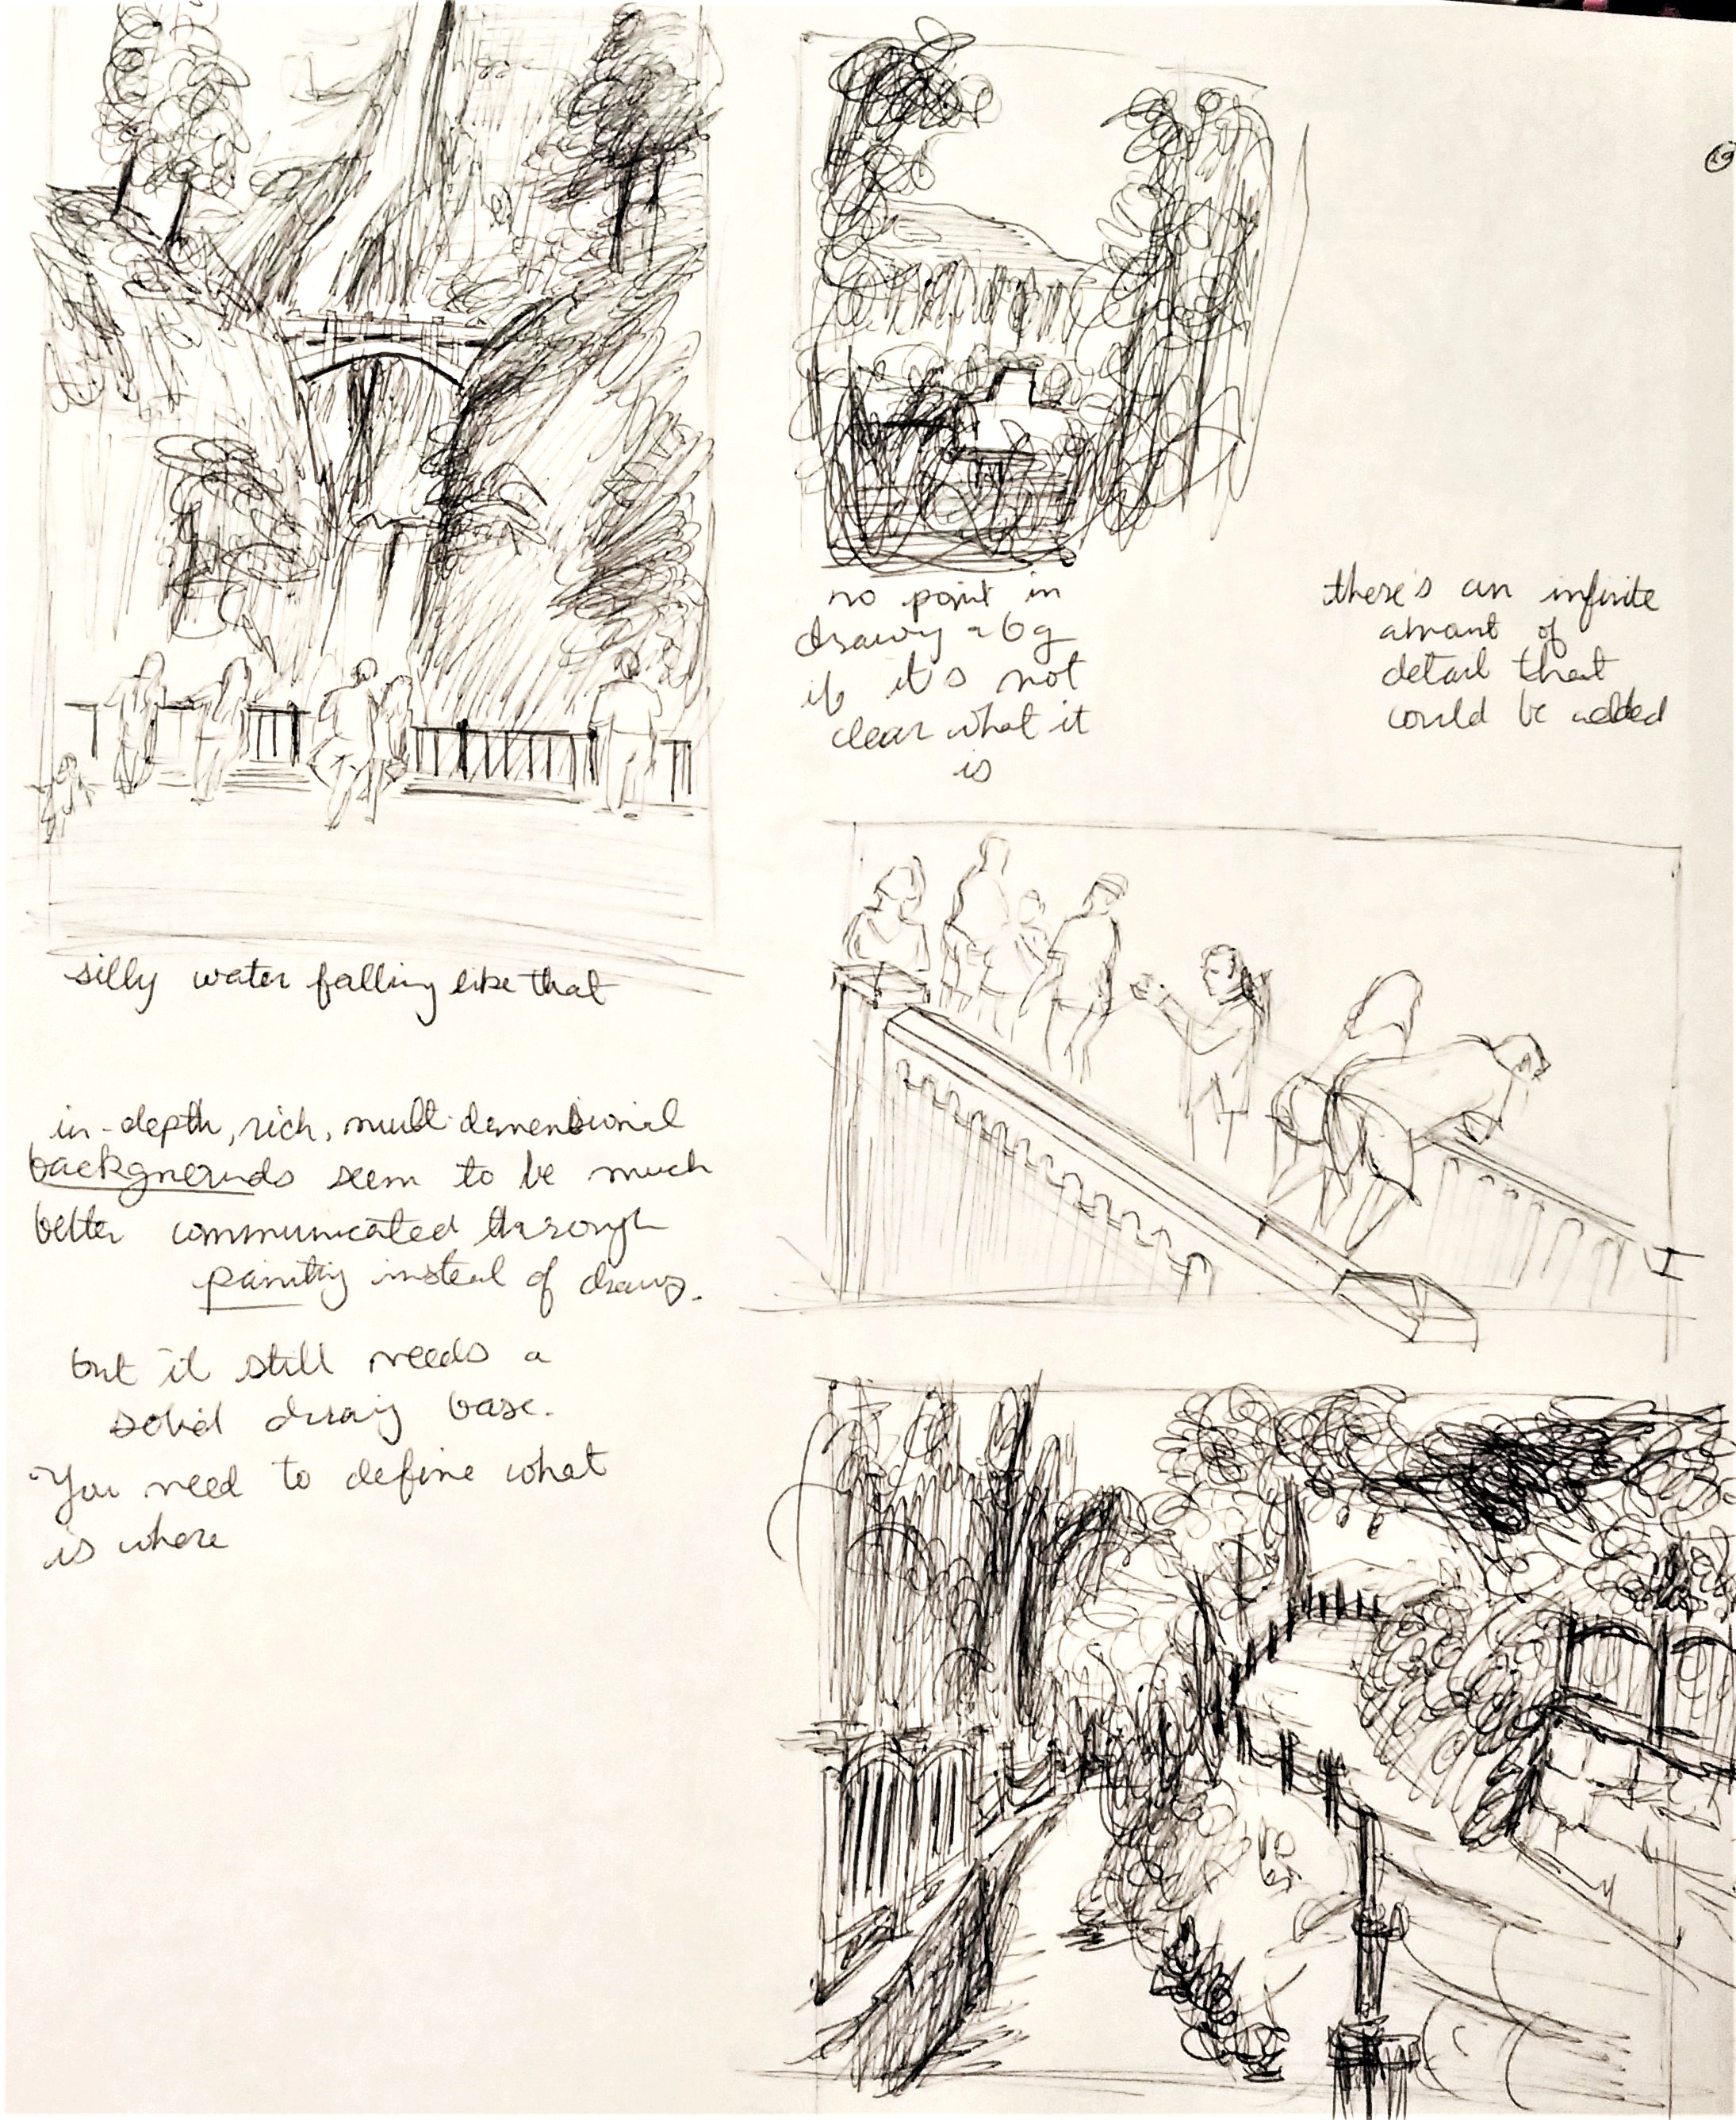 no point in
drawing a bg
if it's not
clear what it
is
there's an infinite
amount of
detail that
could be added
silly water falling like that
in-depth, rich, multi-dimensional
backgrounds seem to be much
better communicated through
painting instead of drawing.
but it still needs a
solid drawing base.
You need to define what
is where